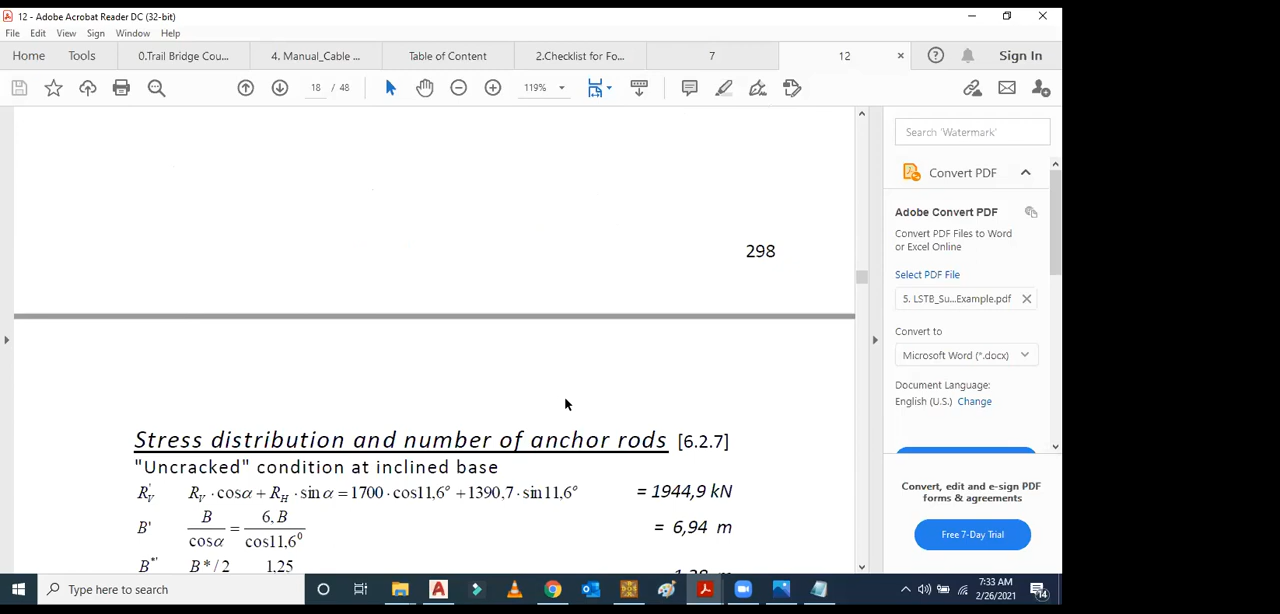 12 - Adobe Acrobat Reader DC (32-bit)
File Edit View Sign Window Help
Home Tools 0.Trail Bridge Cou... 4. Manual_Cable ... Table of Content 2.Checklist for Fo... 7 12 × Sign In
18 / 48 119%
Search 'Watermark'
Convert PDF
Adobe Convert PDF
Convert PDF Files to Word
or Excel Online
Select PDF File
5. LSTB_Su...Example.pdf
Convert to
Microsoft Word (*.docx)
Document Language:
English (U.S.) Change
Convert, edit and e-sign PDF
forms & agreements
Free 7-Day Trial
298
Stress distribution and number of anchor rods [6.2.7]
"Uncracked" condition at inclined base
R'V RV · cosα + RH · sin α = 1700 · cos11,6° + 1390,7 · sin11,6° = 1944,9 kN
B' B / cosα = 6, B / cos11,6⁰ = 6,94 m
B*' B*/2 1,25
Type here to search
7:33 AM
2/26/2021
14